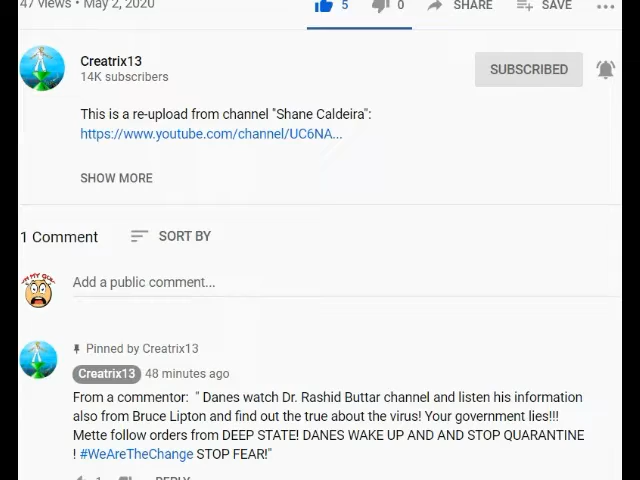 47 views • May 2, 2020
5 0 SHARE SAVE
Creatrix13
14K subscribers
SUBSCRIBED
This is a re-upload from channel "Shane Caldeira":
https://www.youtube.com/channel/UC6NA...
SHOW MORE
1 Comment SORT BY
Add a public comment...
Pinned by Creatrix13
Creatrix13 48 minutes ago
From a commentor: " Danes watch Dr. Rashid Buttar channel and listen his information
also from Bruce Lipton and find out the true about the virus! Your government lies!!!
Mette follow orders from DEEP STATE! DANES WAKE UP AND AND STOP QUARANTINE
! #WeAreTheChange STOP FEAR!"
1 REPLY